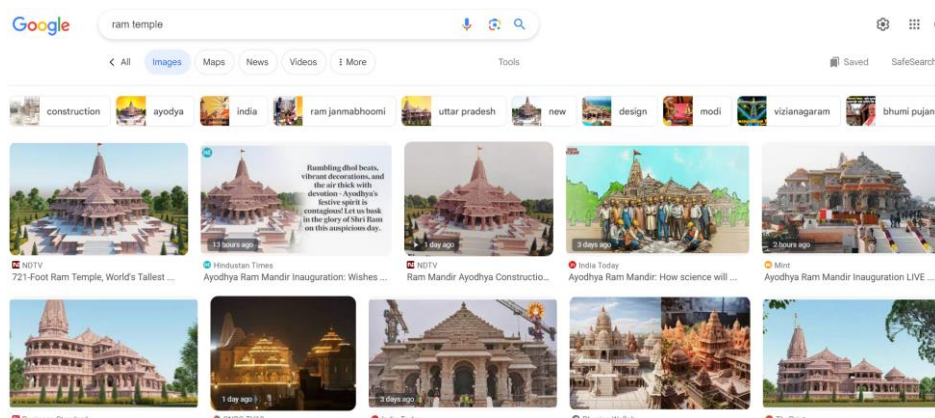 Google
ram temple
All
Images
Maps
News
Videos
More
Tools
Saved
SafeSearch
construction
ayodya
india
ram janmabhoomi
uttar pradesh
new
design
modi
vizianagaram
bhumi pujan
Rumbling dhol beats,
vibrant decorations, and
the air thick with
devotion - Ayodhya's
festive spirit is
contagious! Let us bask
in the glory of Shri Ram
on this auspicious day.
13 hours ago
1 day ago
3 days ago
2 hours ago
NDTV
721-Foot Ram Temple, World's Tallest ...
Hindustan Times
Ayodhya Ram Mandir Inauguration: Wishes ...
NDTV
Ram Mandir Ayodhya Constructio...
India Today
Ayodhya Ram Mandir: How science will ...
Mint
Ayodhya Ram Mandir Inauguration LIVE ...
1 day ago
3 days ago